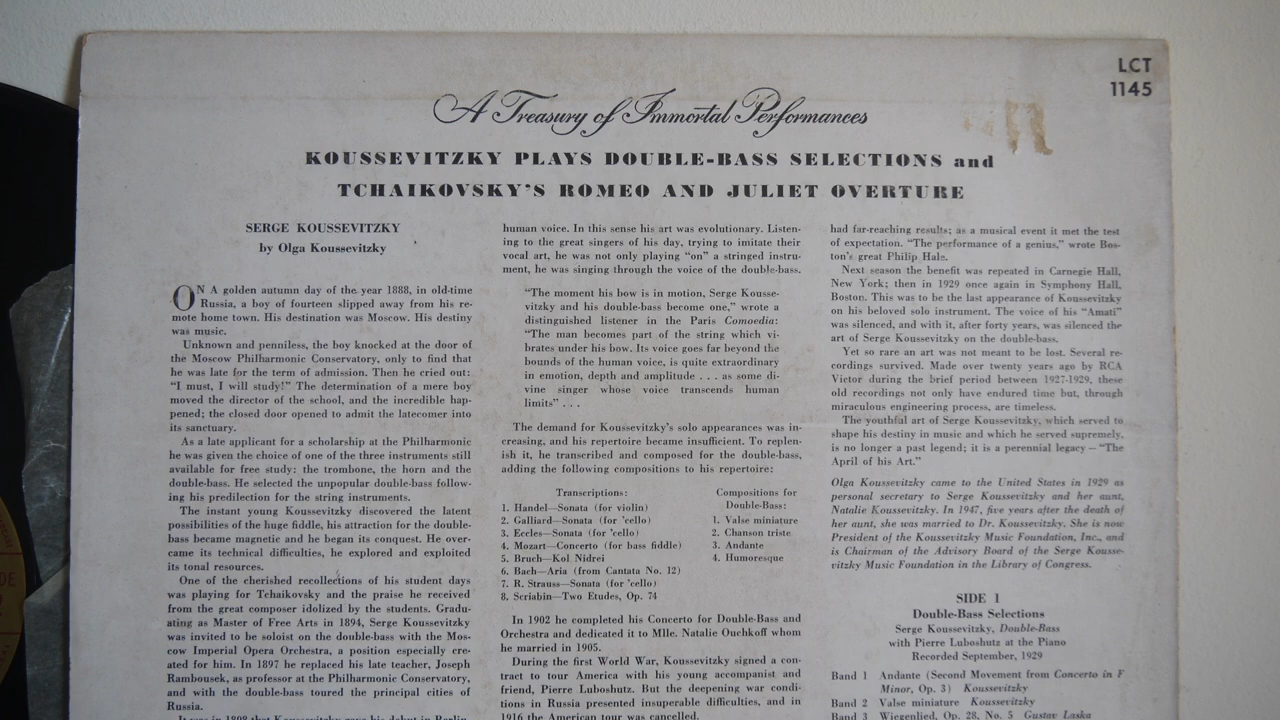 LCT
1145
A Treasury of Immortal Performances
KOUSSEVITZKY PLAYS DOUBLE-BASS SELECTIONS and
TCHAIKOVSKY'S ROMEO AND JULIET OVERTURE
SERGE KOUSSEVITZKY
by Olga Koussevitzky
ON A golden autumn day of the year 1888, in old-time
Russia, a boy of fourteen slipped away from his re-
mote home town. His destination was Moscow. His destiny
was music.
Unknown and penniless, the boy knocked at the door of
the Moscow Philharmonic Conservatory, only to find that
he was late for the term of admission. Then he cried out:
"I must, I will study!" The determination of a mere boy
moved the director of the school, and the incredible hap-
pened; the closed door opened to admit the latecomer into
its sanctuary.
As a late applicant for a scholarship at the Philharmonic
he was given the choice of one of the three instruments still
available for free study: the trombone, the horn and the
double-bass. He selected the unpopular double-bass follow-
ing his predilection for the string instruments.
The instant young Koussevitzky discovered the latent
possibilities of the huge fiddle, his attraction for the double-
bass became magnetic and he began its conquest. He over-
came its technical difficulties, he explored and exploited
its tonal resources.
One of the cherished recollections of his student days
was playing for Tchaikovsky and the praise he received
from the great composer idolized by the students. Gradu-
ating as Master of Free Arts in 1894, Serge Koussevitzky
was invited to be soloist on the double-bass with the Mos-
cow Imperial Opera Orchestra, a position especially cre-
ated for him. In 1897 he replaced his late teacher, Joseph
Rambousek, as professor at the Philharmonic Conservatory,
and with the double-bass toured the principal cities of
Russia.
It was in 1898 that Koussevitzky gave his debut in Berlin
human voice. In this sense his art was evolutionary. Listen-
ing to the great singers of his day, trying to imitate their
vocal art, he was not only playing "on" a stringed instru-
ment, he was singing through the voice of the double-bass.
"The moment his bow is in motion, Serge Kousse-
vitzky and his double-bass become one," wrote a
distinguished listener in the Paris Comoedia:
"The man becomes part of the string which vi-
brates under his bow. Its voice goes far beyond the
bounds of the human voice, is quite extraordinary
in emotion, depth and amplitude . . . as some di-
vine singer whose voice transcends human
limits" . . .
The demand for Koussevitzky's solo appearances was in-
creasing, and his repertoire became insufficient. To replen-
ish it, he transcribed and composed for the double-bass,
adding the following compositions to his repertoire:
Transcriptions:
1. Handel—Sonata (for violin)
2. Galliard—Sonata (for 'cello)
3. Eccles—Sonata (for 'cello)
4. Mozart—Concerto (for bass fiddle)
5. Bruch—Kol Nidrei
6. Bach—Aria (from Cantata No. 12)
7. R. Strauss—Sonata (for 'cello)
8. Scriabin—Two Etudes, Op. 74
Compositions for
Double-Bass:
1. Valse miniature
2. Chanson triste
3. Andante
4. Humoresque
In 1902 he completed his Concerto for Double-Bass and
Orchestra and dedicated it to Mlle. Natalie Ouchkoff whom
he married in 1905.
During the first World War, Koussevitzky signed a con-
tract to tour America with his young accompanist and
friend, Pierre Luboshutz. But the deepening war condi-
tions in Russia presented insuperable difficulties, and in
1916 the American tour was cancelled.
had far-reaching results; as a musical event it met the test
of expectation. "The performance of a genius," wrote Bos-
ton's great Philip Hale.
Next season the benefit was repeated in Carnegie Hall,
New York; then in 1929 once again in Symphony Hall,
Boston. This was to be the last appearance of Koussevitzky
on his beloved solo instrument. The voice of his "Amati"
was silenced, and with it, after forty years, was silenced the
art of Serge Koussevitzky on the double-bass.
Yet so rare an art was not meant to be lost. Several re-
cordings survived. Made over twenty years ago by RCA
Victor during the brief period between 1927-1929, these
old recordings not only have endured time but, through
miraculous engineering process, are timeless.
The youthful art of Serge Koussevitzky, which served to
shape his destiny in music and which he served supremely,
is no longer a past legend; it is a perennial legacy — "The
April of his Art."
Olga Koussevitzky came to the United States in 1929 as
personal secretary to Serge Koussevitzky and her aunt,
Natalie Koussevitzky. In 1947, five years after the death of
her aunt, she was married to Dr. Koussevitzky. She is now
President of the Koussevitzky Music Foundation, Inc., and
is Chairman of the Advisory Board of the Serge Kousse-
vitzky Music Foundation in the Library of Congress.
SIDE 1
Double-Bass Selections
Serge Koussevitzky, Double-Bass
with Pierre Luboshutz at the Piano
Recorded September, 1929
Band 1 Andante (Second Movement from Concerto in F
Minor, Op. 3) Koussevitzky
Band 2 Valse miniature Koussevitzky
Band 3 Wiegenlied, Op. 28, No. 5 Gustav Laska